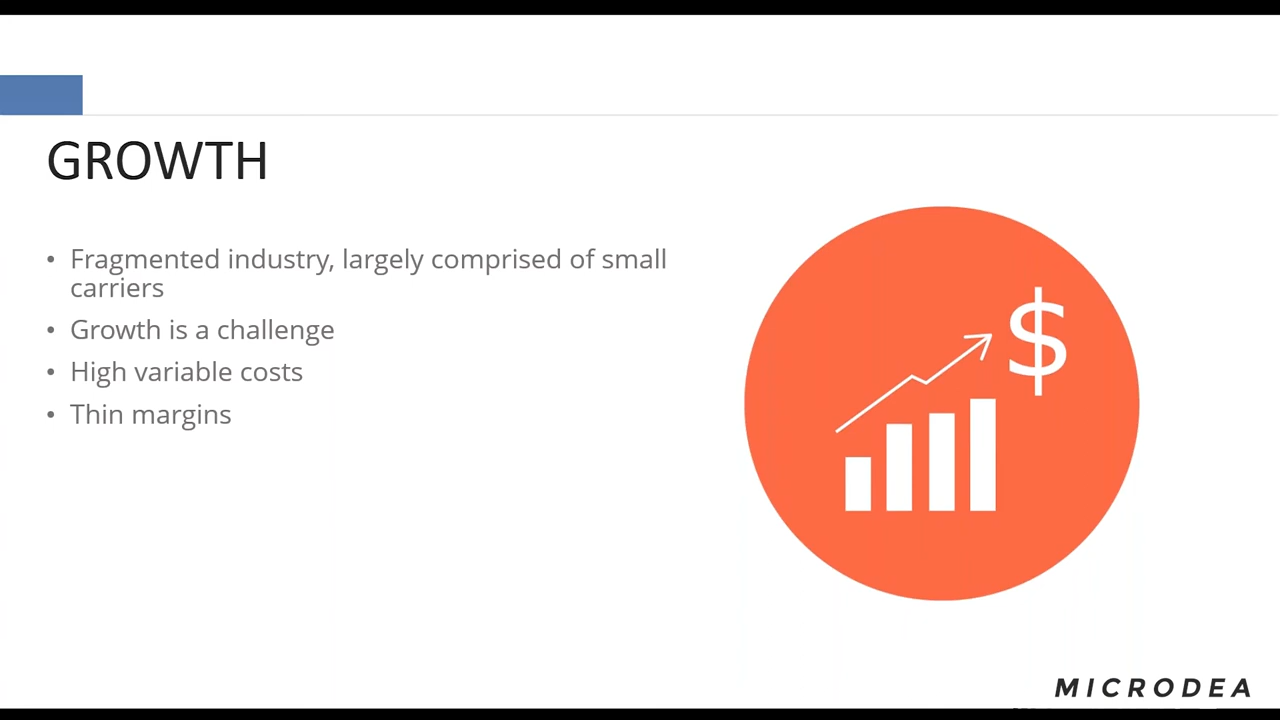 GROWTH
• Fragmented industry, largely comprised of small
carriers
• Growth is a challenge
• High variable costs
• Thin margins
$
MICRODEA